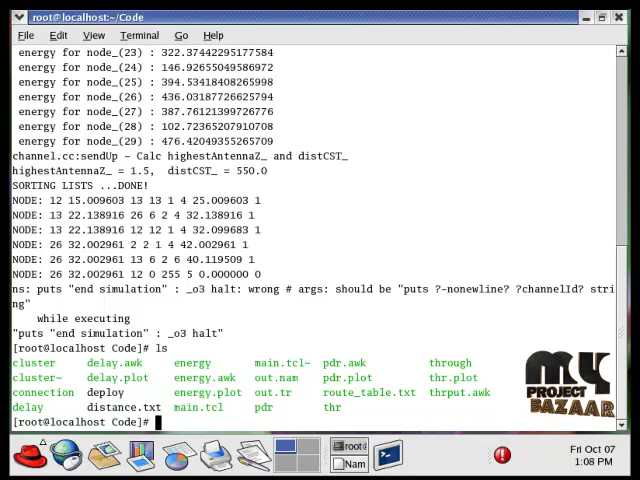 root@localhost:~/Code
File Edit View Terminal Go Help
energy for node_(23) : 322.37442295177584
energy for node_(24) : 146.92655049586972
energy for node_(25) : 394.53418408265998
energy for node_(26) : 436.03187726625794
energy for node_(27) : 387.76121399726776
energy for node_(28) : 102.72365207910708
energy for node_(29) : 476.42049355265709
channel.cc:sendUp - Calc highestAntennaZ_ and distCST_
highestAntennaZ_ = 1.5, distCST_ = 550.0
SORTING LISTS ...DONE!
NODE: 12 15.009603 13 13 1 4 25.009603 1
NODE: 13 22.138916 26 6 2 4 32.138916 1
NODE: 13 22.138916 12 12 1 4 32.099683 1
NODE: 26 32.002961 2 2 1 4 42.002961 1
NODE: 26 32.002961 13 6 2 6 40.119509 1
NODE: 26 32.002961 12 0 255 5 0.000000 0
ns: puts "end simulation" : _o3 halt: wrong # args: should be "puts ?-nonewline? ?channelId? stri
ng"
while executing
"puts "end simulation" : _o3 halt"
[root@localhost Code]# ls
cluster delay.awk energy main.tcl~ pdr.awk through
cluster~ delay.plot energy.awk out.nam pdr.plot thr.plot
connection deploy energy.plot out.tr route_table.txt thrput.awk
delay distance.txt main.tcl pdr thr
[root@localhost Code]#
MY
PROJECT
BAZAAR
root@
Nam
Fri Oct 07
1:08 PM